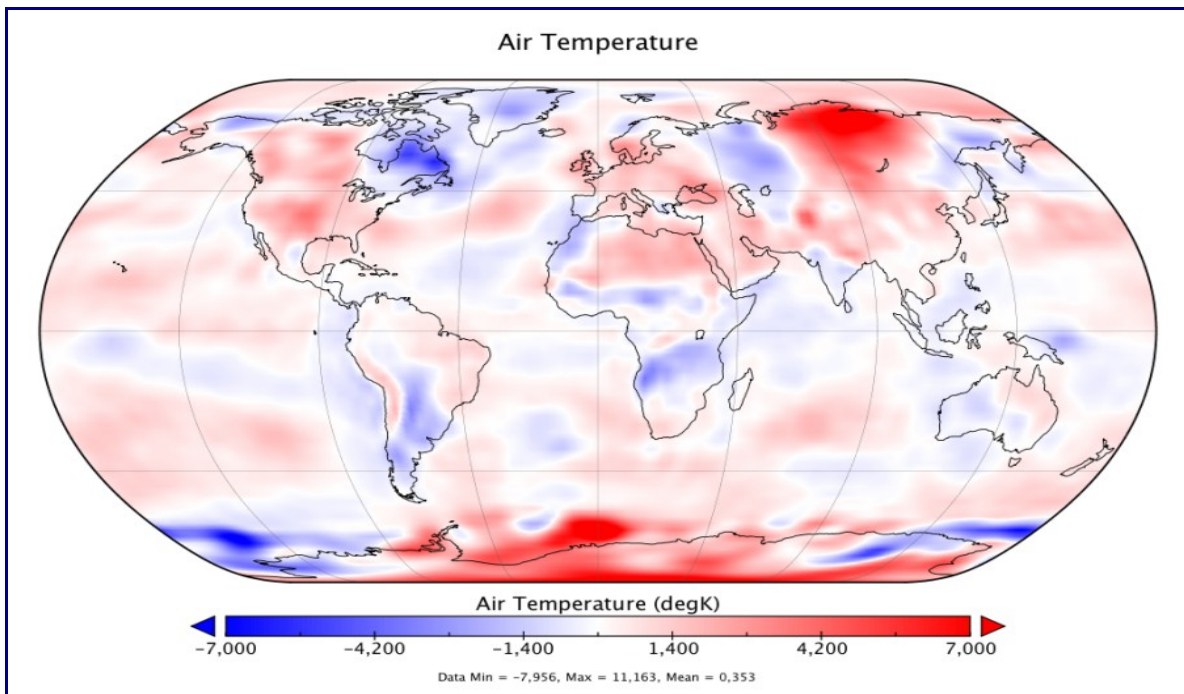 Air Temperature
Air Temperature (degK)
−7,000 −4,200 −1,400 1,400 4,200 7,000
Data Min = −7,956, Max = 11,163, Mean = 0,353